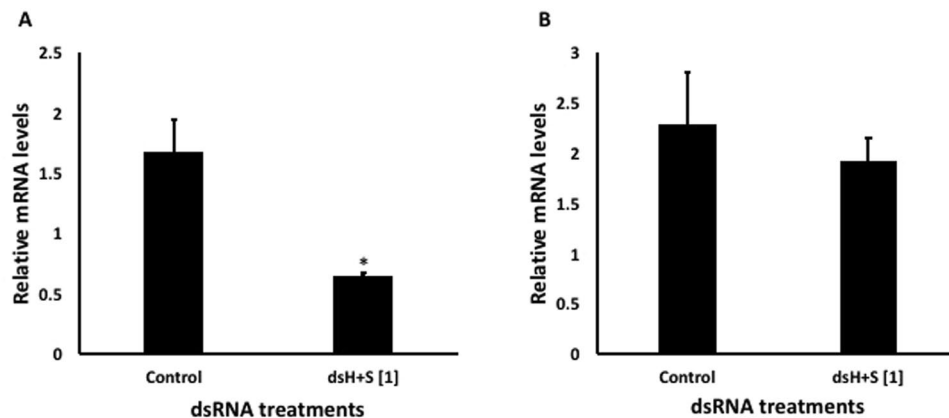 A
Relative mRNA levels
2.5
2
1.5
1
0.5
0
*
Control
dsH+S [1]
dsRNA treatments
B
Relative mRNA levels
3
2.5
2
1.5
1
0.5
0
Control
dsH+S [1]
dsRNA treatments